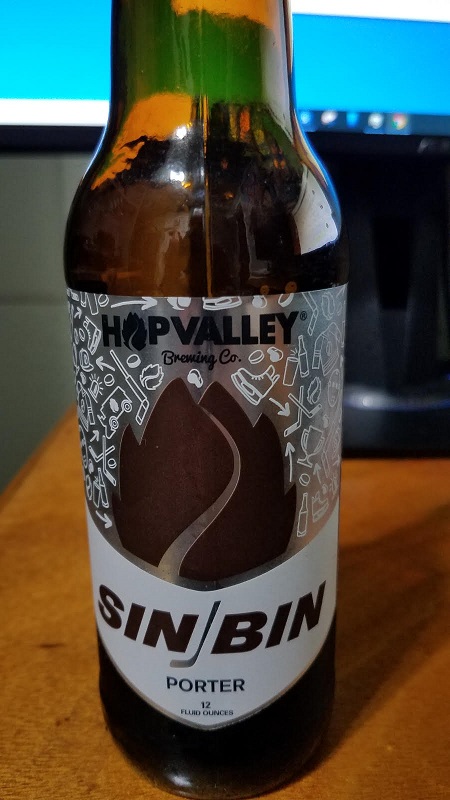 HOPVALLEY®
Brewing Co.
SIN BIN
PORTER
12
FLUID OUNCES